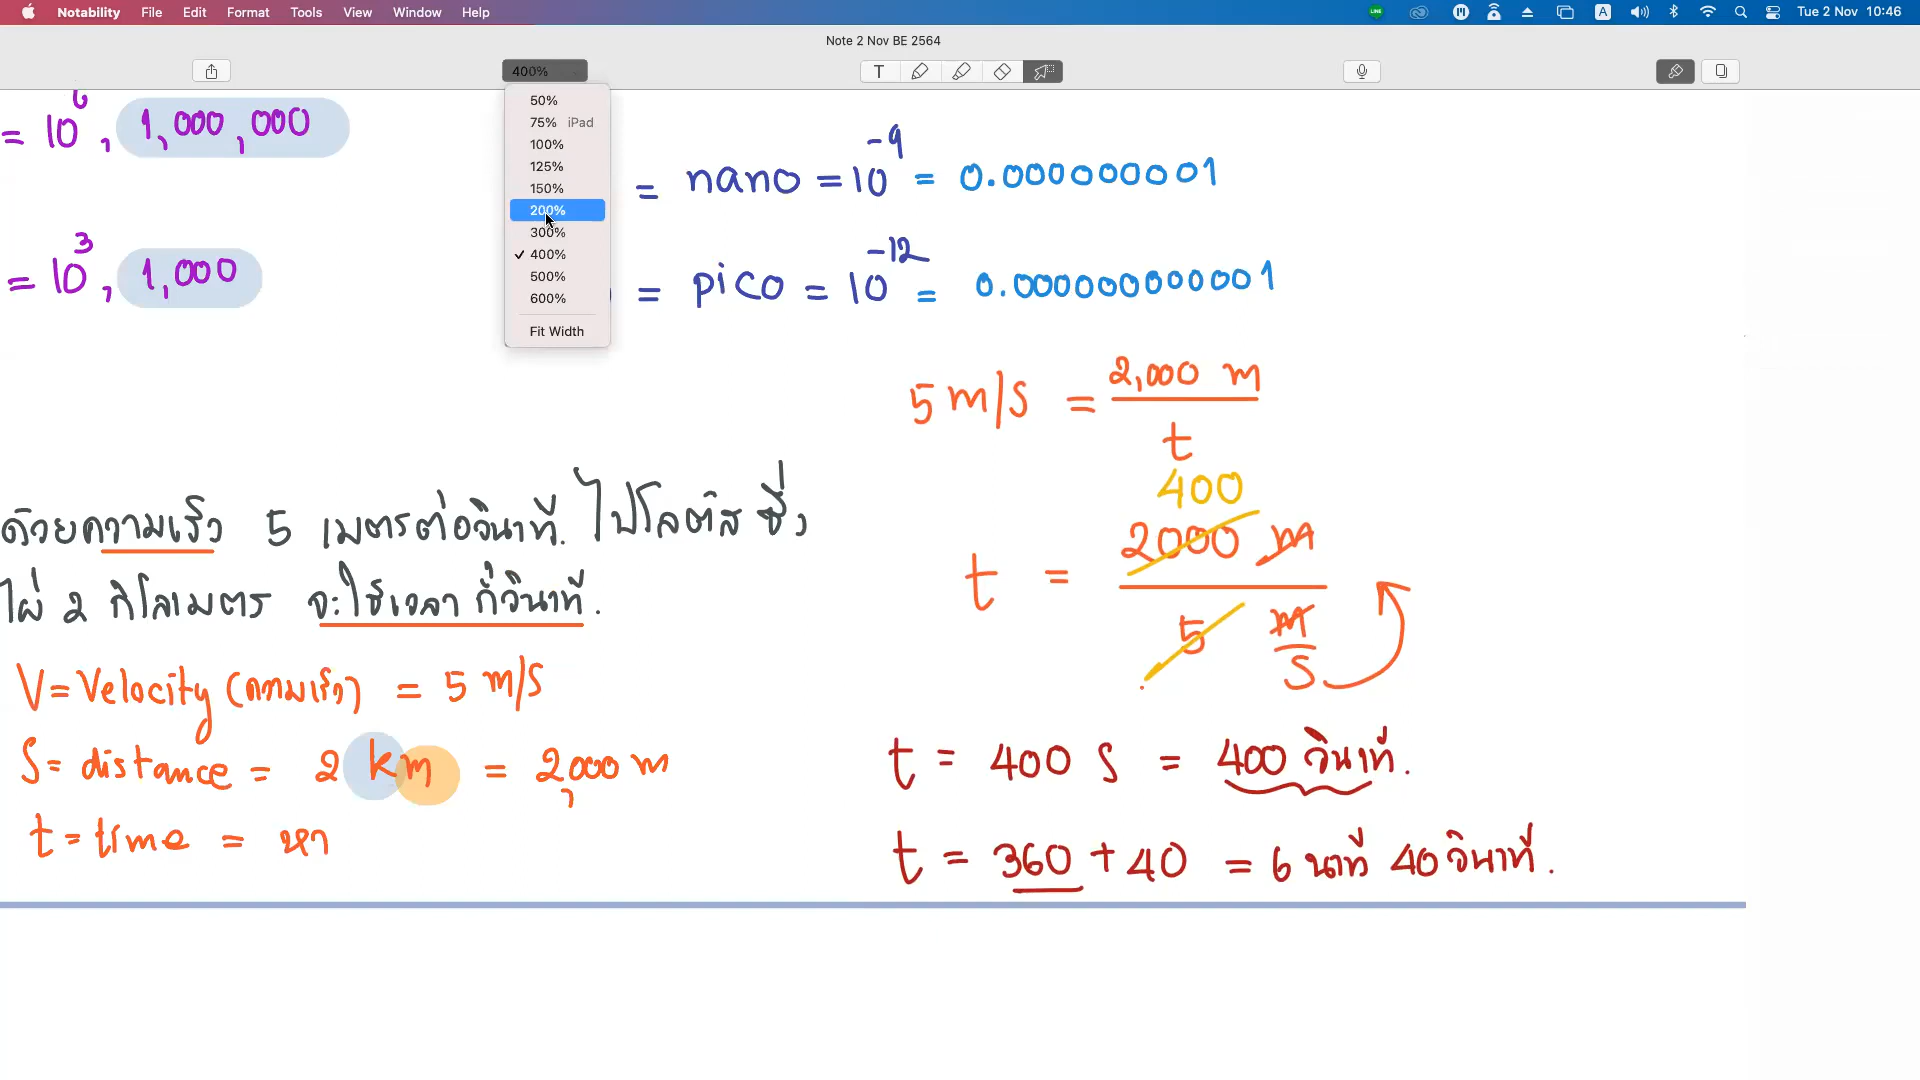 Notability File Edit Format Tools View Window Help
Tue 2 Nov 10:46
Note 2 Nov BE 2564
400%
T
50%
75% iPad
100%
125%
150%
200%
300%
✓ 400%
500%
600%
Fit Width
= 10⁶, 1,000,000
= 10³, 1,000
= nano = 10⁻⁹ = 0.000000001
= pico = 10⁻¹² = 0.000000000001
ด้วยความเร็ว 5 เมตรต่อวินาที. ไปโลตัส ซึ่ง
2 กิโลเมตร จะใช้เวลา กี่วินาที.
V = Velocity (ความเร็ว) = 5 m/s
S = distance = 2 km = 2,000 m
t = time = หา
5 m/s = 2,000 m / t
400
t = 2000 m / 5 m/s
t = 400 s = 400 วินาที.
t = 360 + 40 = 6 นาที 40 วินาที.